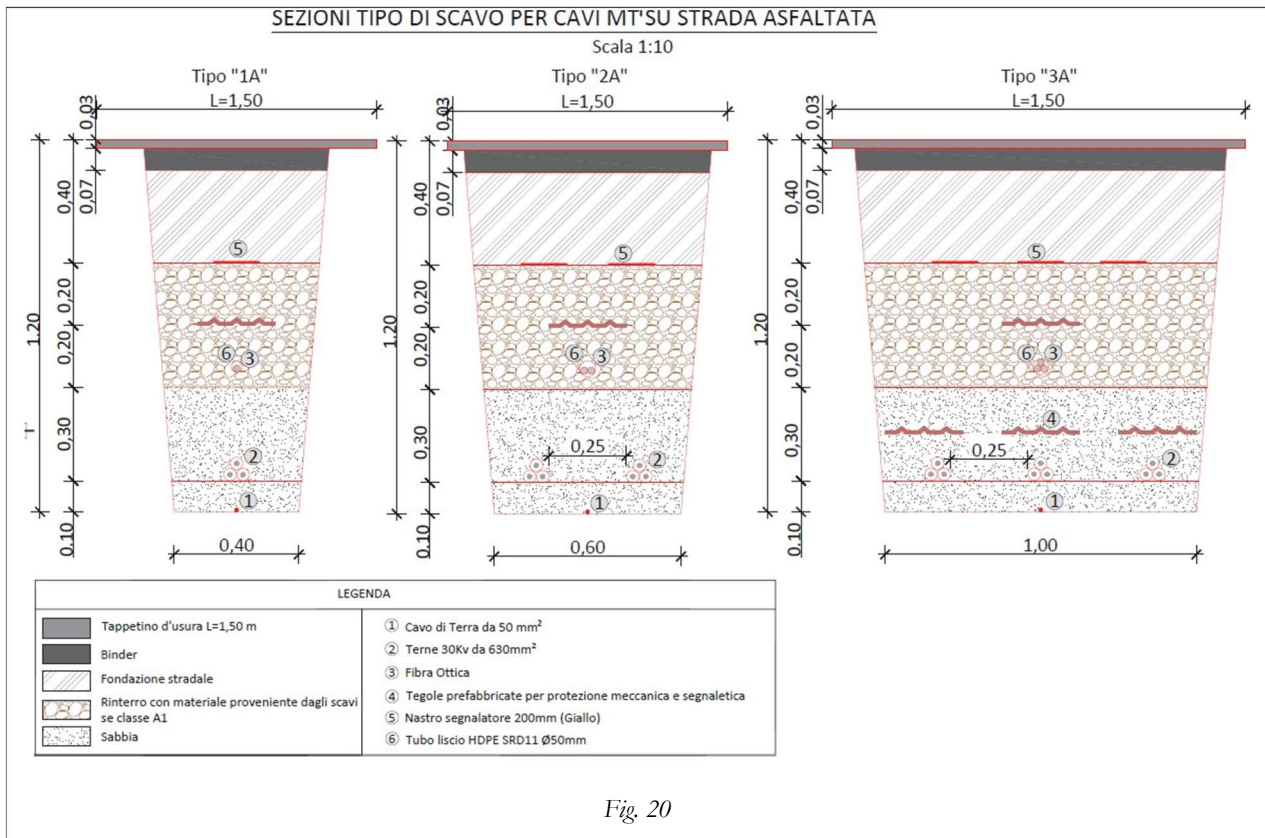 SEZIONI TIPO DI SCAVO PER CAVI MT'SU STRADA ASFALTATA
Scala 1:10
Tipo "1A"
L=1,50
0,03
1,20
0,40
0,07
0,20
0,20
0,30
0,10
5
6 3
2
1
0,40
Tipo "2A"
L=1,50
0,03
1,20
0,40
0,07
0,20
0,20
0,30
0,10
5
6 3
0,25
2
1
0,60
Tipo "3A"
L=1,50
0,03
1,20
0,40
0,07
0,20
0,20
0,30
0,10
5
6 3
4
0,25
2
1
1,00
LEGENDA
Tappetino d'usura L=1,50 m
Binder
Fondazione stradale
Rinterro con materiale proveniente dagli scavi
se classe A1
Sabbia
1 Cavo di Terra da 50 mm²
2 Terne 30Kv da 630mm²
3 Fibra Ottica
4 Tegole prefabbricate per protezione meccanica e segnaletica
5 Nastro segnalatore 200mm (Giallo)
6 Tubo liscio HDPE SRD11 Ø50mm
Fig. 20